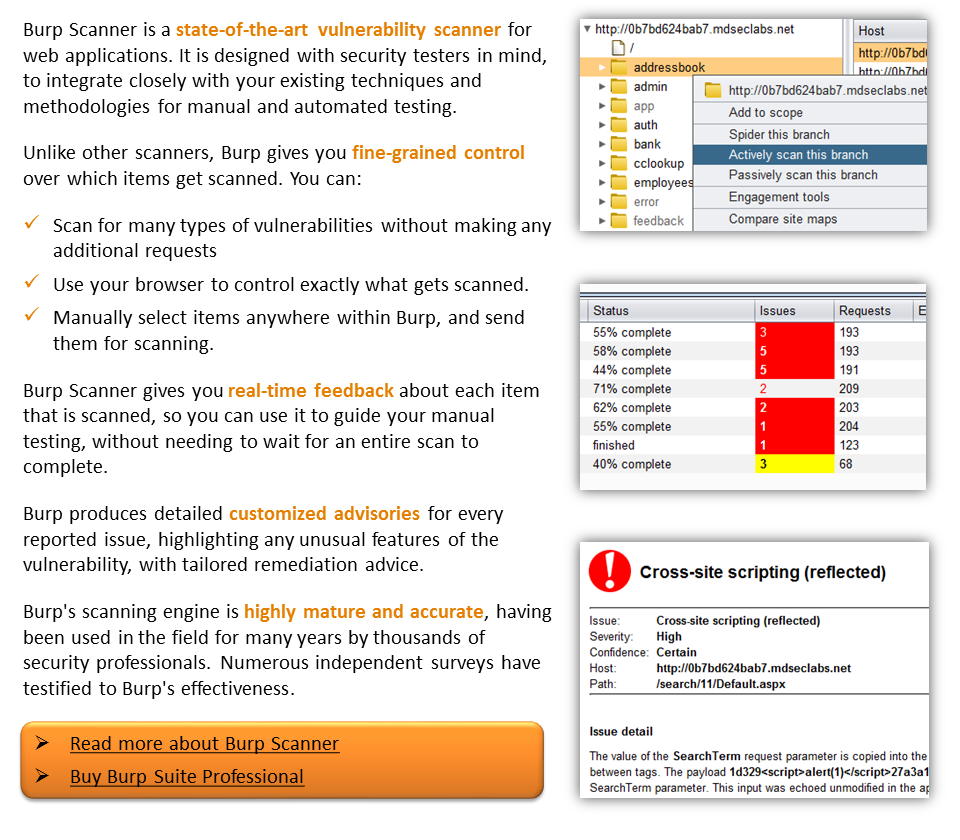 Burp Scanner is a state-of-the-art vulnerability scanner for
web applications. It is designed with security testers in mind,
to integrate closely with your existing techniques and
methodologies for manual and automated testing.
Unlike other scanners, Burp gives you fine-grained control
over which items get scanned. You can:
Scan for many types of vulnerabilities without making any
additional requests
Use your browser to control exactly what gets scanned.
Manually select items anywhere within Burp, and send
them for scanning.
Burp Scanner gives you real-time feedback about each item
that is scanned, so you can use it to guide your manual
testing, without needing to wait for an entire scan to
complete.
Burp produces detailed customized advisories for every
reported issue, highlighting any unusual features of the
vulnerability, with tailored remediation advice.
Burp's scanning engine is highly mature and accurate, having
been used in the field for many years by thousands of
security professionals. Numerous independent surveys have
testified to Burp's effectiveness.
Read more about Burp Scanner
Buy Burp Suite Professional
http://0b7bd624bab7.mdseclabs.net
/
addressbook
admin
app
auth
bank
cclookup
employees
error
feedback
Host
http://0b7bd
http://0b7bd
http://0b7bd624bab7.mdseclabs.net
Add to scope
Spider this branch
Actively scan this branch
Passively scan this branch
Engagement tools
Compare site maps
Status Issues Requests
55% complete 3 193
58% complete 5 193
44% complete 5 191
71% complete 2 209
62% complete 2 203
55% complete 1 204
finished 1 123
40% complete 3 68
Cross-site scripting (reflected)
Issue: Cross-site scripting (reflected)
Severity: High
Confidence: Certain
Host: http://0b7bd624bab7.mdseclabs.net
Path: /search/11/Default.aspx
Issue detail
The value of the SearchTerm request parameter is copied into the
between tags. The payload 1d329<script>alert(1)</script>27a3a1
SearchTerm parameter. This input was echoed unmodified in the ap